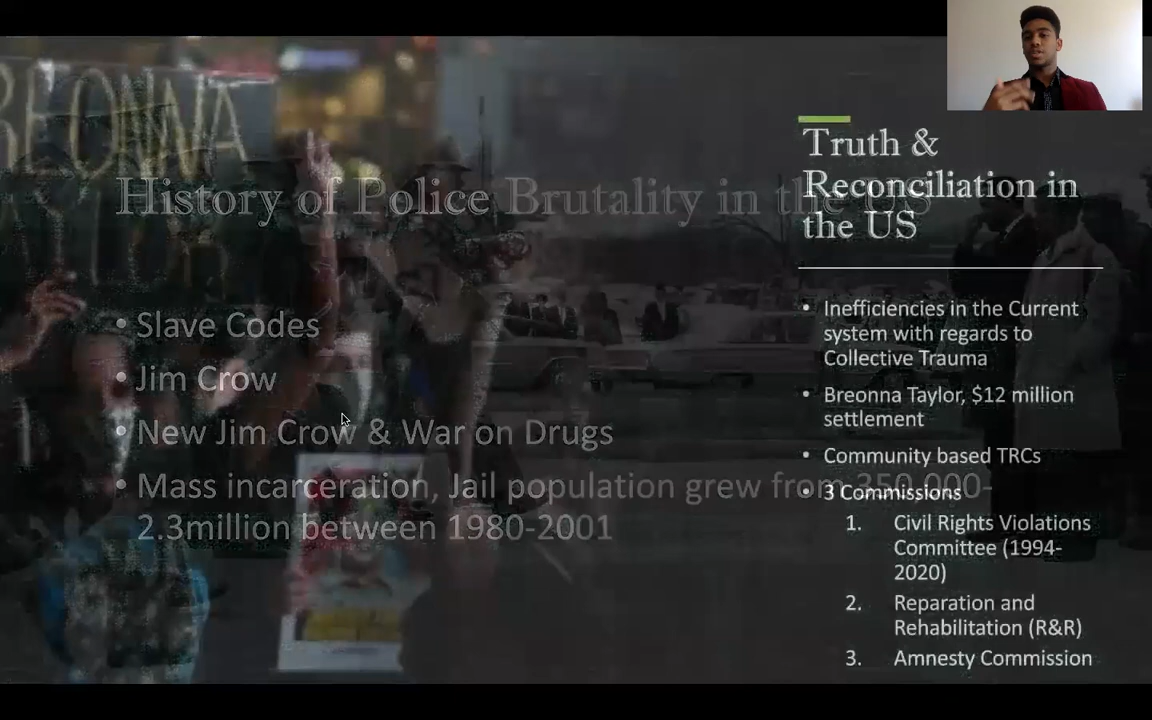 BREONNA
TAYLOR
History of Police Brutality in the US
• Slave Codes
• Jim Crow
• New Jim Crow & War on Drugs
• Mass incarceration, Jail population grew from 350,000-
2.3million between 1980-2001
Truth &
Reconciliation in
the US
• Inefficiencies in the Current
system with regards to
Collective Trauma
• Breonna Taylor, $12 million
settlement
• Community based TRCs
• 3 Commissions
1. Civil Rights Violations
Committee (1994-
2020)
2. Reparation and
Rehabilitation (R&R)
3. Amnesty Commission